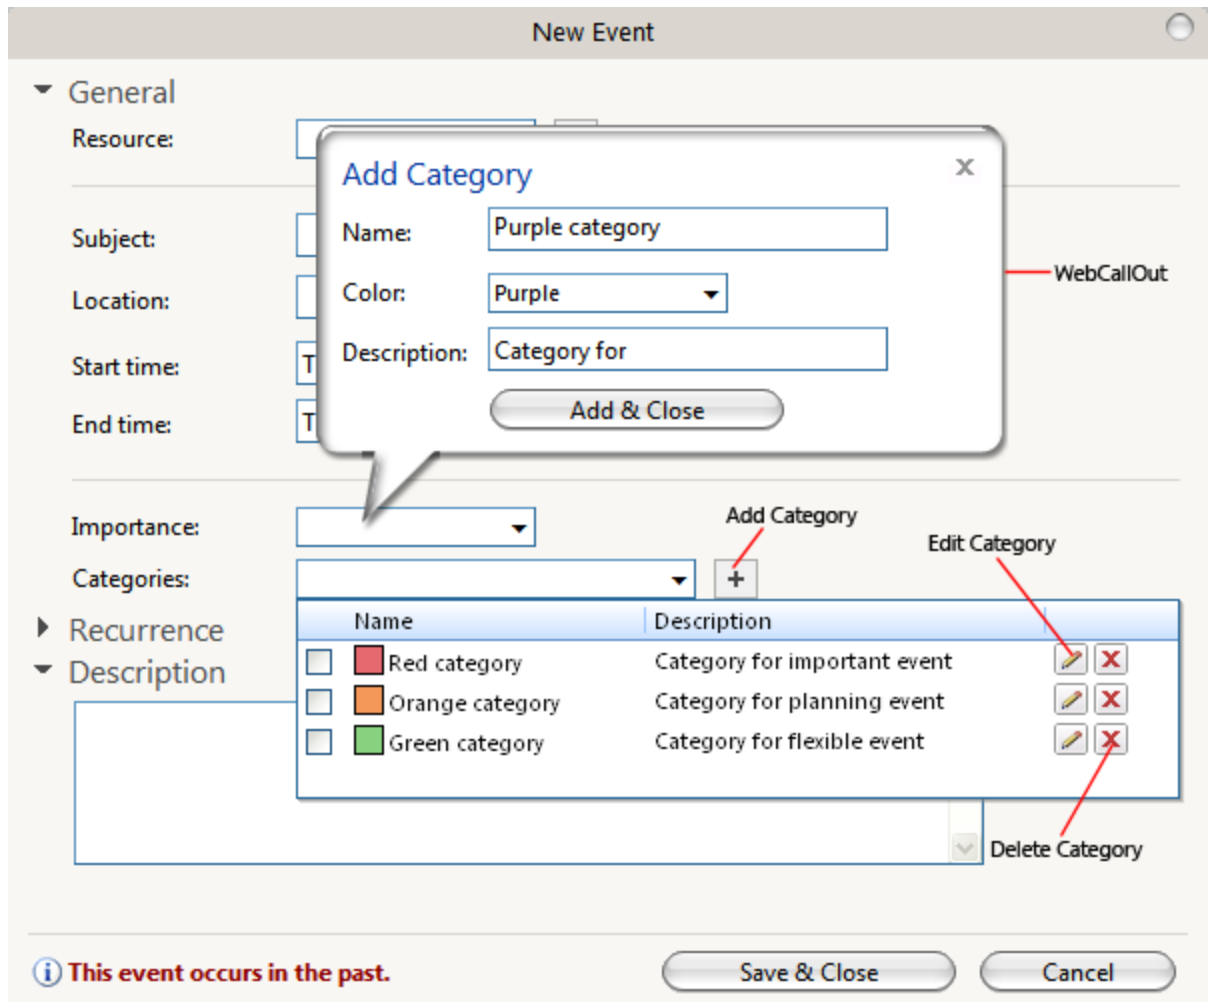 New Event
General
Resource:
Add Category
x
Name: Purple category
Subject:
WebCallOut
Color: Purple
Location:
Description: Category for
Start time: T
Add & Close
End time: T
Importance:
Add Category
Edit Category
Categories: +
Name Description
Recurrence
Red category Category for important event
Description
Orange category Category for planning event
Green category Category for flexible event
Delete Category
This event occurs in the past. Save & Close Cancel